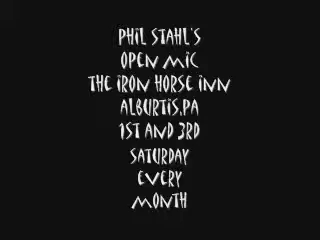 PHIL STAHL'S
OPEN MIC
THE IRON HORSE INN
ALBURTIS,PA
1ST AND 3RD
SATURDAY
EVERY
MONTH